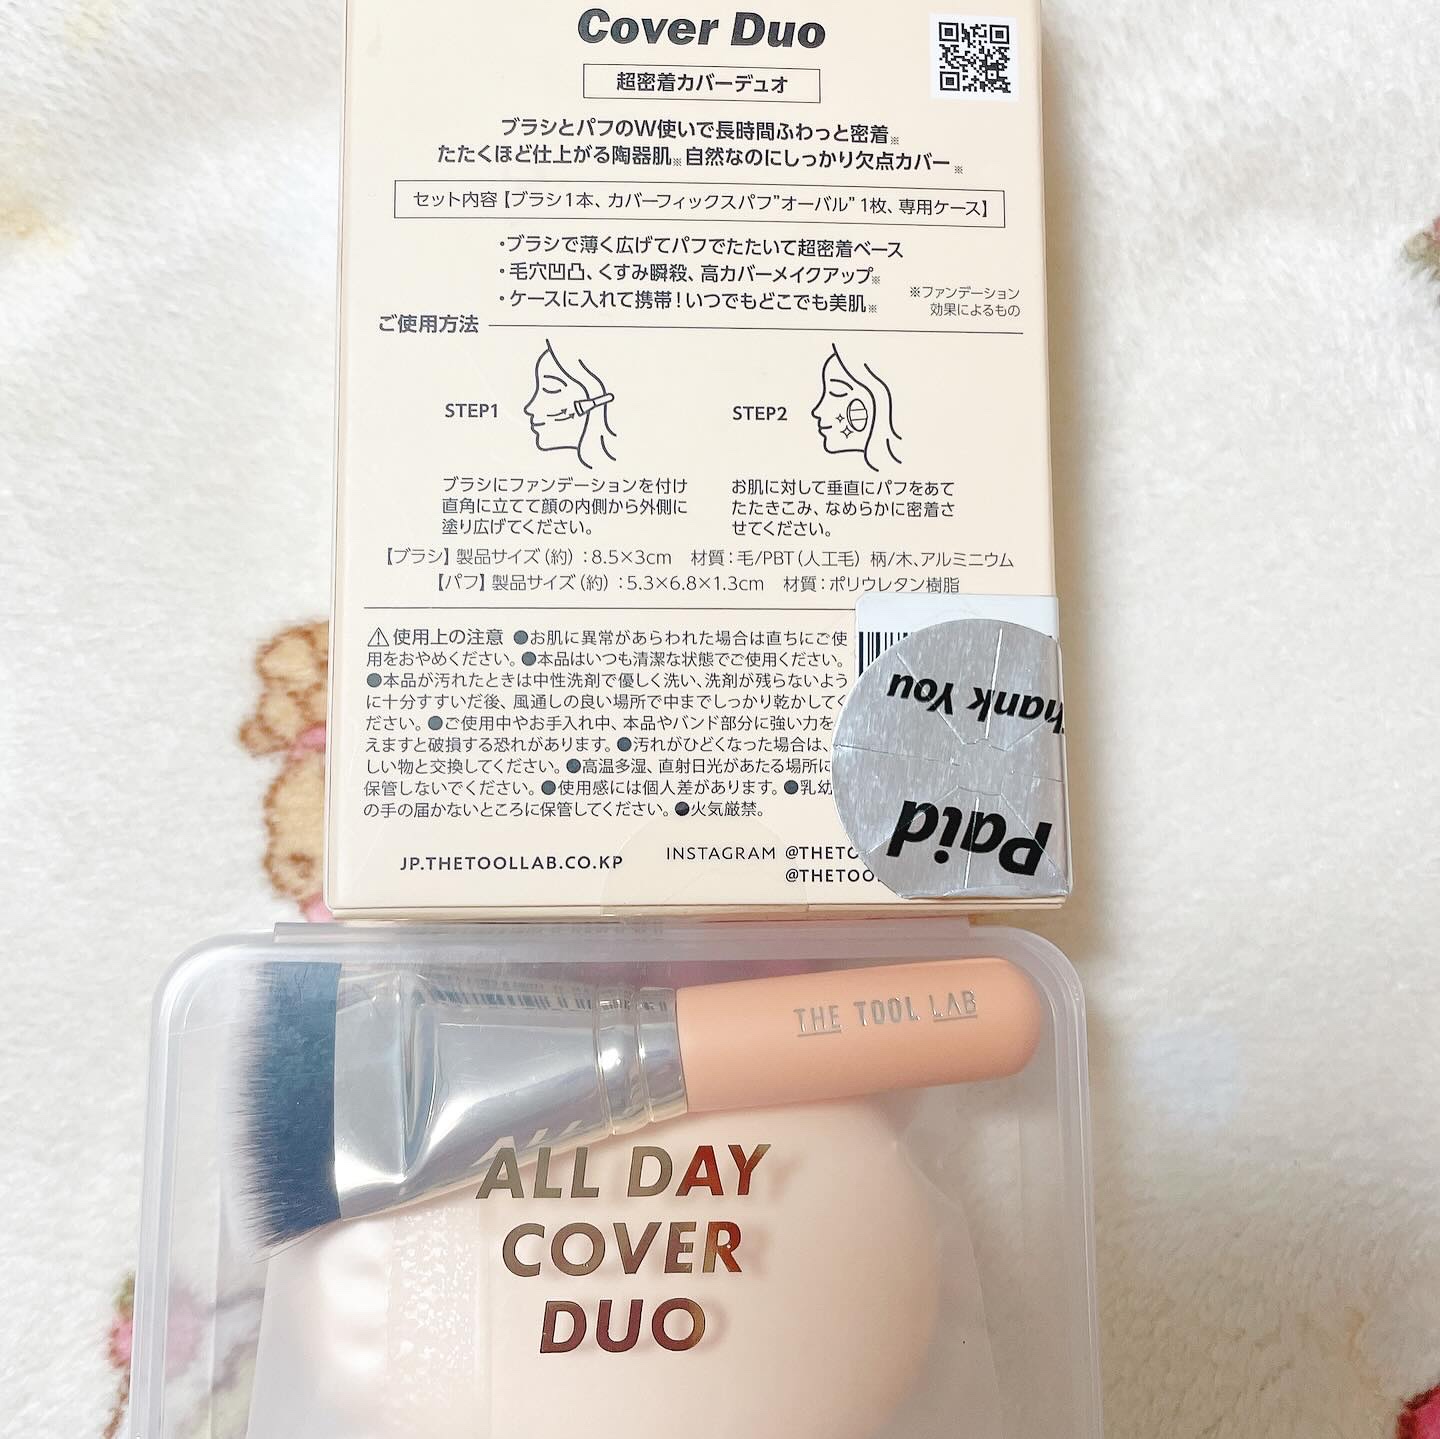 Cover Duo
超密着カバーデュオ
ブラシとパフのW使いで長時間ふわっと密着※
たたくほど仕上がる陶器肌※ 自然なのにしっかり欠点カバー※
セット内容【ブラシ1本、カバーフィックスパフ”オーバル” 1枚、専用ケース】
・ブラシで薄く広げてパフでたたいて超密着ベース
・毛穴凹凸、くすみ瞬殺、高カバーメイクアップ※
・ケースに入れて携帯！いつでもどこでも美肌※
※ファンデーション
効果によるもの
ご使用方法
STEP1
ブラシにファンデーションを付け
直角に立てて顔の内側から外側に
塗り広げてください。
STEP2
お肌に対して垂直にパフをあて
たたきこみ、なめらかに密着さ
せてください。
【ブラシ】製品サイズ（約）：8.5×3cm 材質：毛/PBT（人工毛） 柄/木、アルミニウム
【パフ】製品サイズ（約）：5.3×6.8×1.3cm 材質：ポリウレタン樹脂
⚠使用上の注意 ●お肌に異常があらわれた場合は直ちにご使
用をおやめください。●本品はいつも清潔な状態でご使用ください。
●本品が汚れたときは中性洗剤で優しく洗い、洗剤が残らないよう
に十分すすいだ後、風通しの良い場所で中までしっかり乾かしてく
ださい。●ご使用中やお手入れ中、本品やバンド部分に強い力を
えますと破損する恐れがあります。●汚れがひどくなった場合は、
しい物と交換してください。●高温多湿、直射日光があたる場所に
保管しないでください。●使用感には個人差があります。●乳幼
の手の届かないところに保管してください。●火気厳禁。
JP.THETOOLLAB.CO.KP
INSTAGRAM @THETO
@THETOO
Paid
hank You
THE TOOL LAB
ALL DAY
COVER
DUO